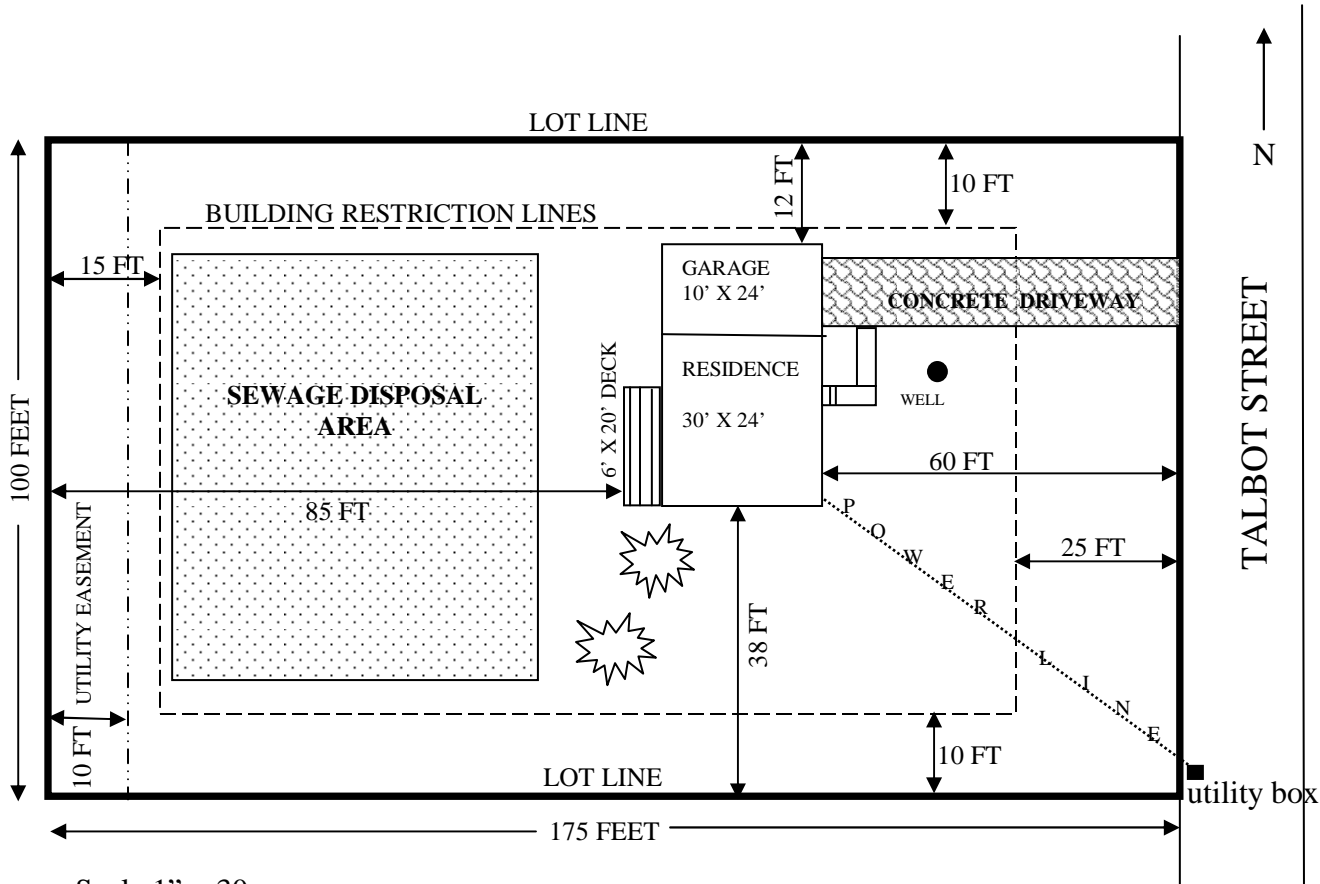 LOT LINE
N
12 FT
10 FT
BUILDING RESTRICTION LINES
15 FT
GARAGE
10' X 24'
CONCRETE DRIVEWAY
TALBOT STREET
100 FEET
SEWAGE DISPOSAL
AREA
6' X 20' DECK
RESIDENCE
30' X 24'
WELL
60 FT
85 FT
POWER LINE
25 FT
38 FT
10 FT UTILITY EASEMENT
10 FT
LOT LINE
utility box
175 FEET